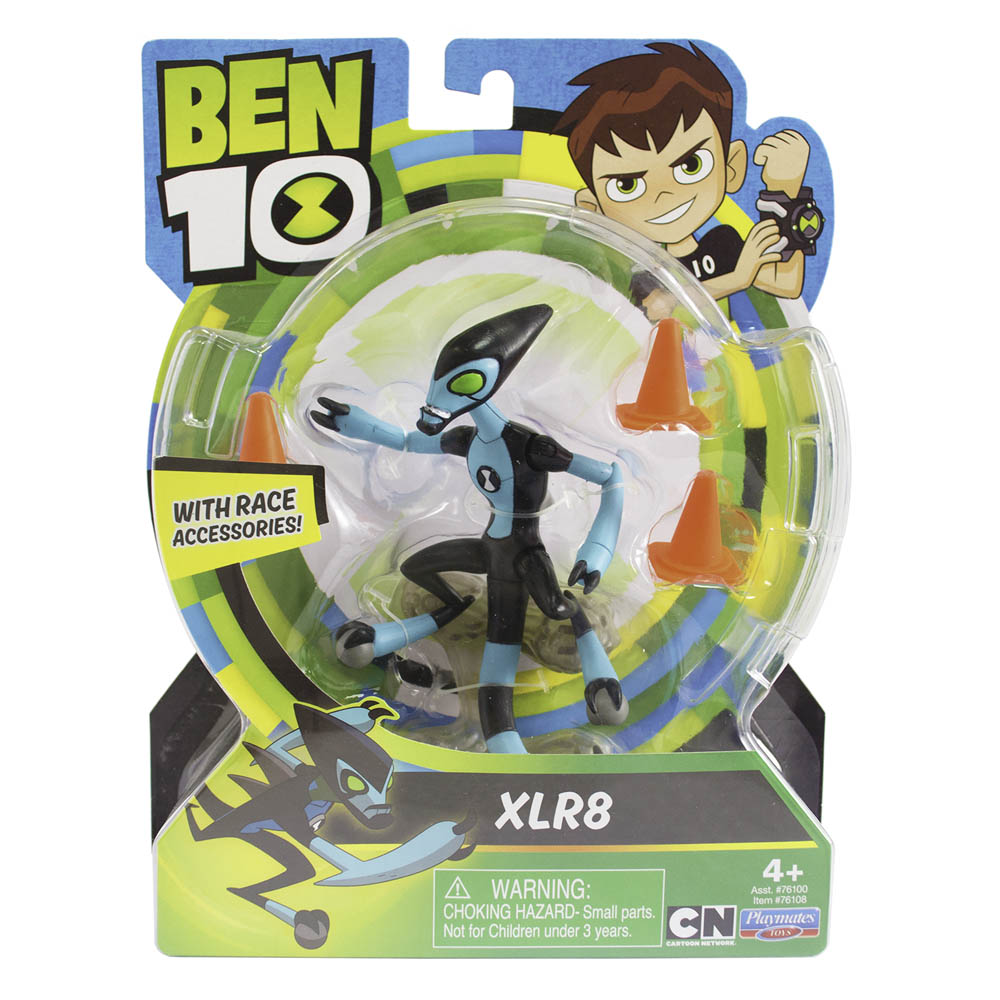 BEN
10
10
WITH RACE
ACCESSORIES!
XLR8
4+
Asst. #76100
Item #76108
WARNING:
CHOKING HAZARD- Small parts.
Not for Children under 3 years.
CN
CARTOON NETWORK
Playmates
TOYS